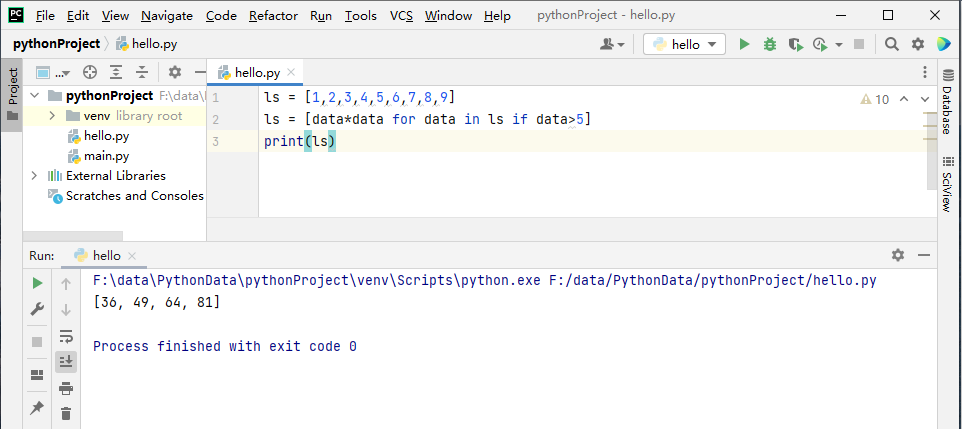 PC File Edit View Navigate Code Refactor Run Tools VCS Window Help pythonProject - hello.py
pythonProject hello.py hello
Project
... hello.py
pythonProject F:\data\
venv library root
hello.py
main.py
External Libraries
Scratches and Consoles
1 ls = [1,2,3,4,5,6,7,8,9]
2 ls = [data*data for data in ls if data>5]
3 print(ls)
10
Database
SciView
Run: hello
F:\data\PythonData\pythonProject\venv\Scripts\python.exe F:/data/PythonData/pythonProject/hello.py
[36, 49, 64, 81]
Process finished with exit code 0